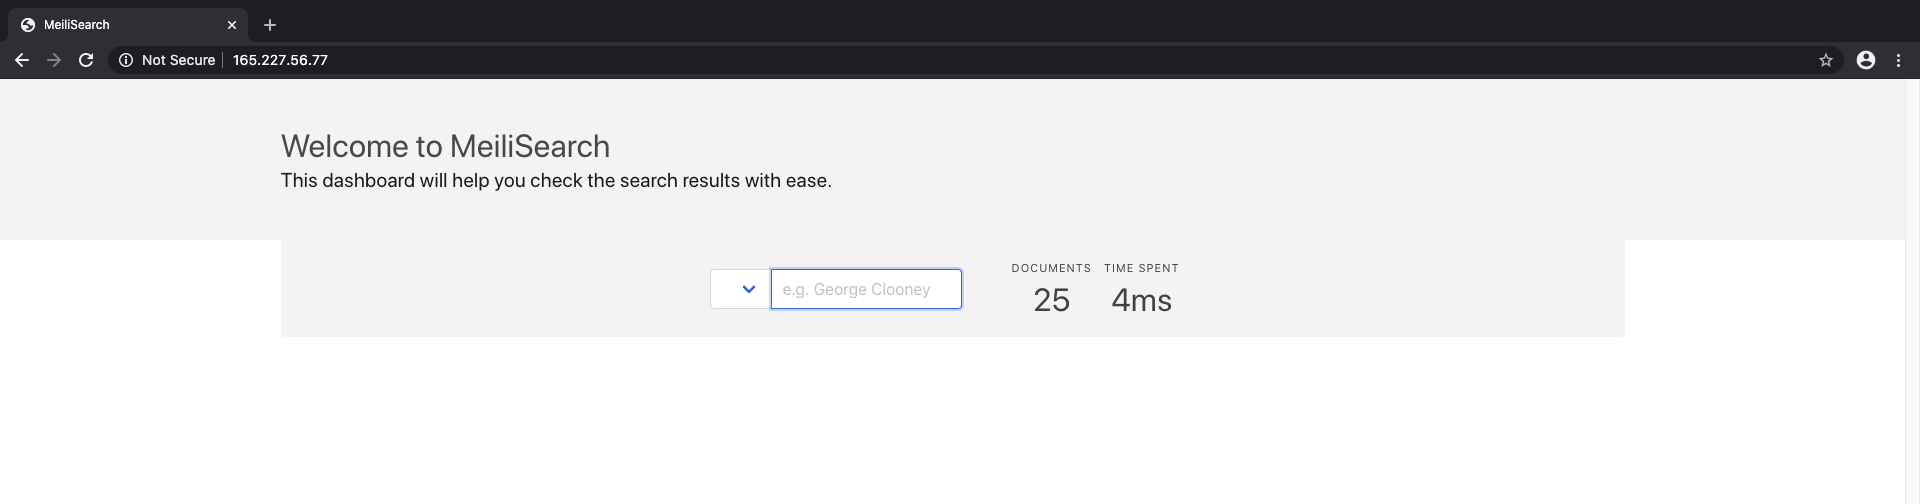 MeiliSearch
Not Secure 165.227.56.77
Welcome to MeiliSearch
This dashboard will help you check the search results with ease.
DOCUMENTS TIME SPENT
e.g. George Clooney
25 4ms